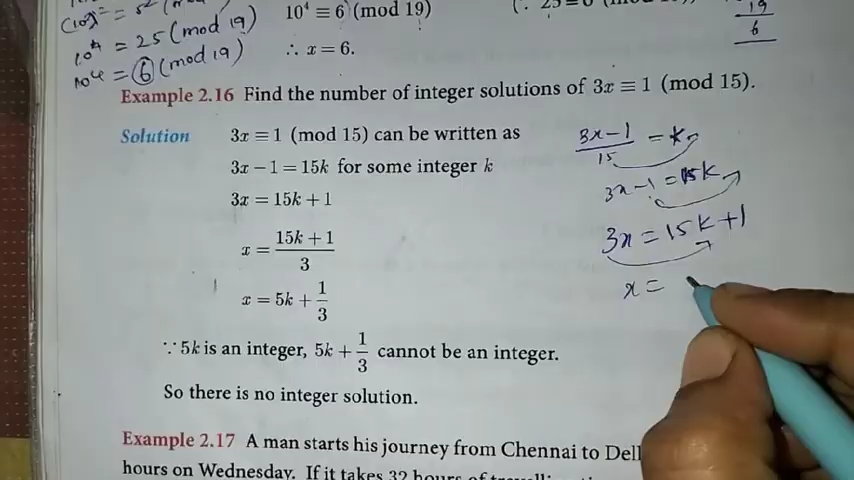 10⁴ ≡ 6 (mod 19)
∴ x = 6.
10⁴ = 25 (mod 19)
10⁴ = 6 (mod 19)
19
6
Example 2.16 Find the number of integer solutions of 3x ≡ 1 (mod 15).
Solution 3x ≡ 1 (mod 15) can be written as
3x − 1 = 15k for some integer k
3x = 15k + 1
x = (15k + 1)/3
x = 5k + 1/3
∵ 5k is an integer, 5k + 1/3 cannot be an integer.
So there is no integer solution.
(3x − 1)/15 = k
3x − 1 = 15k
3x = 15k + 1
x =
Example 2.17 A man starts his journey from Chennai to Del
hours on Wednesday. If it takes 32 hours of